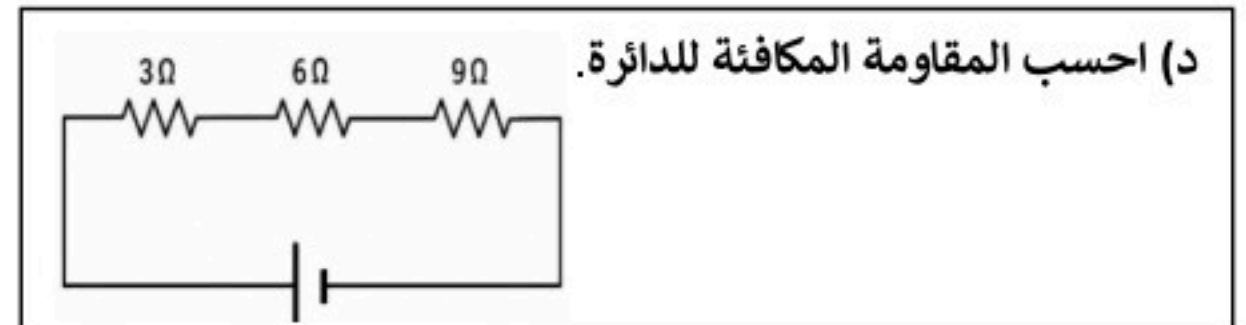 د) احسب المقاومة المكافئة للدائرة.
3Ω 6Ω 9Ω